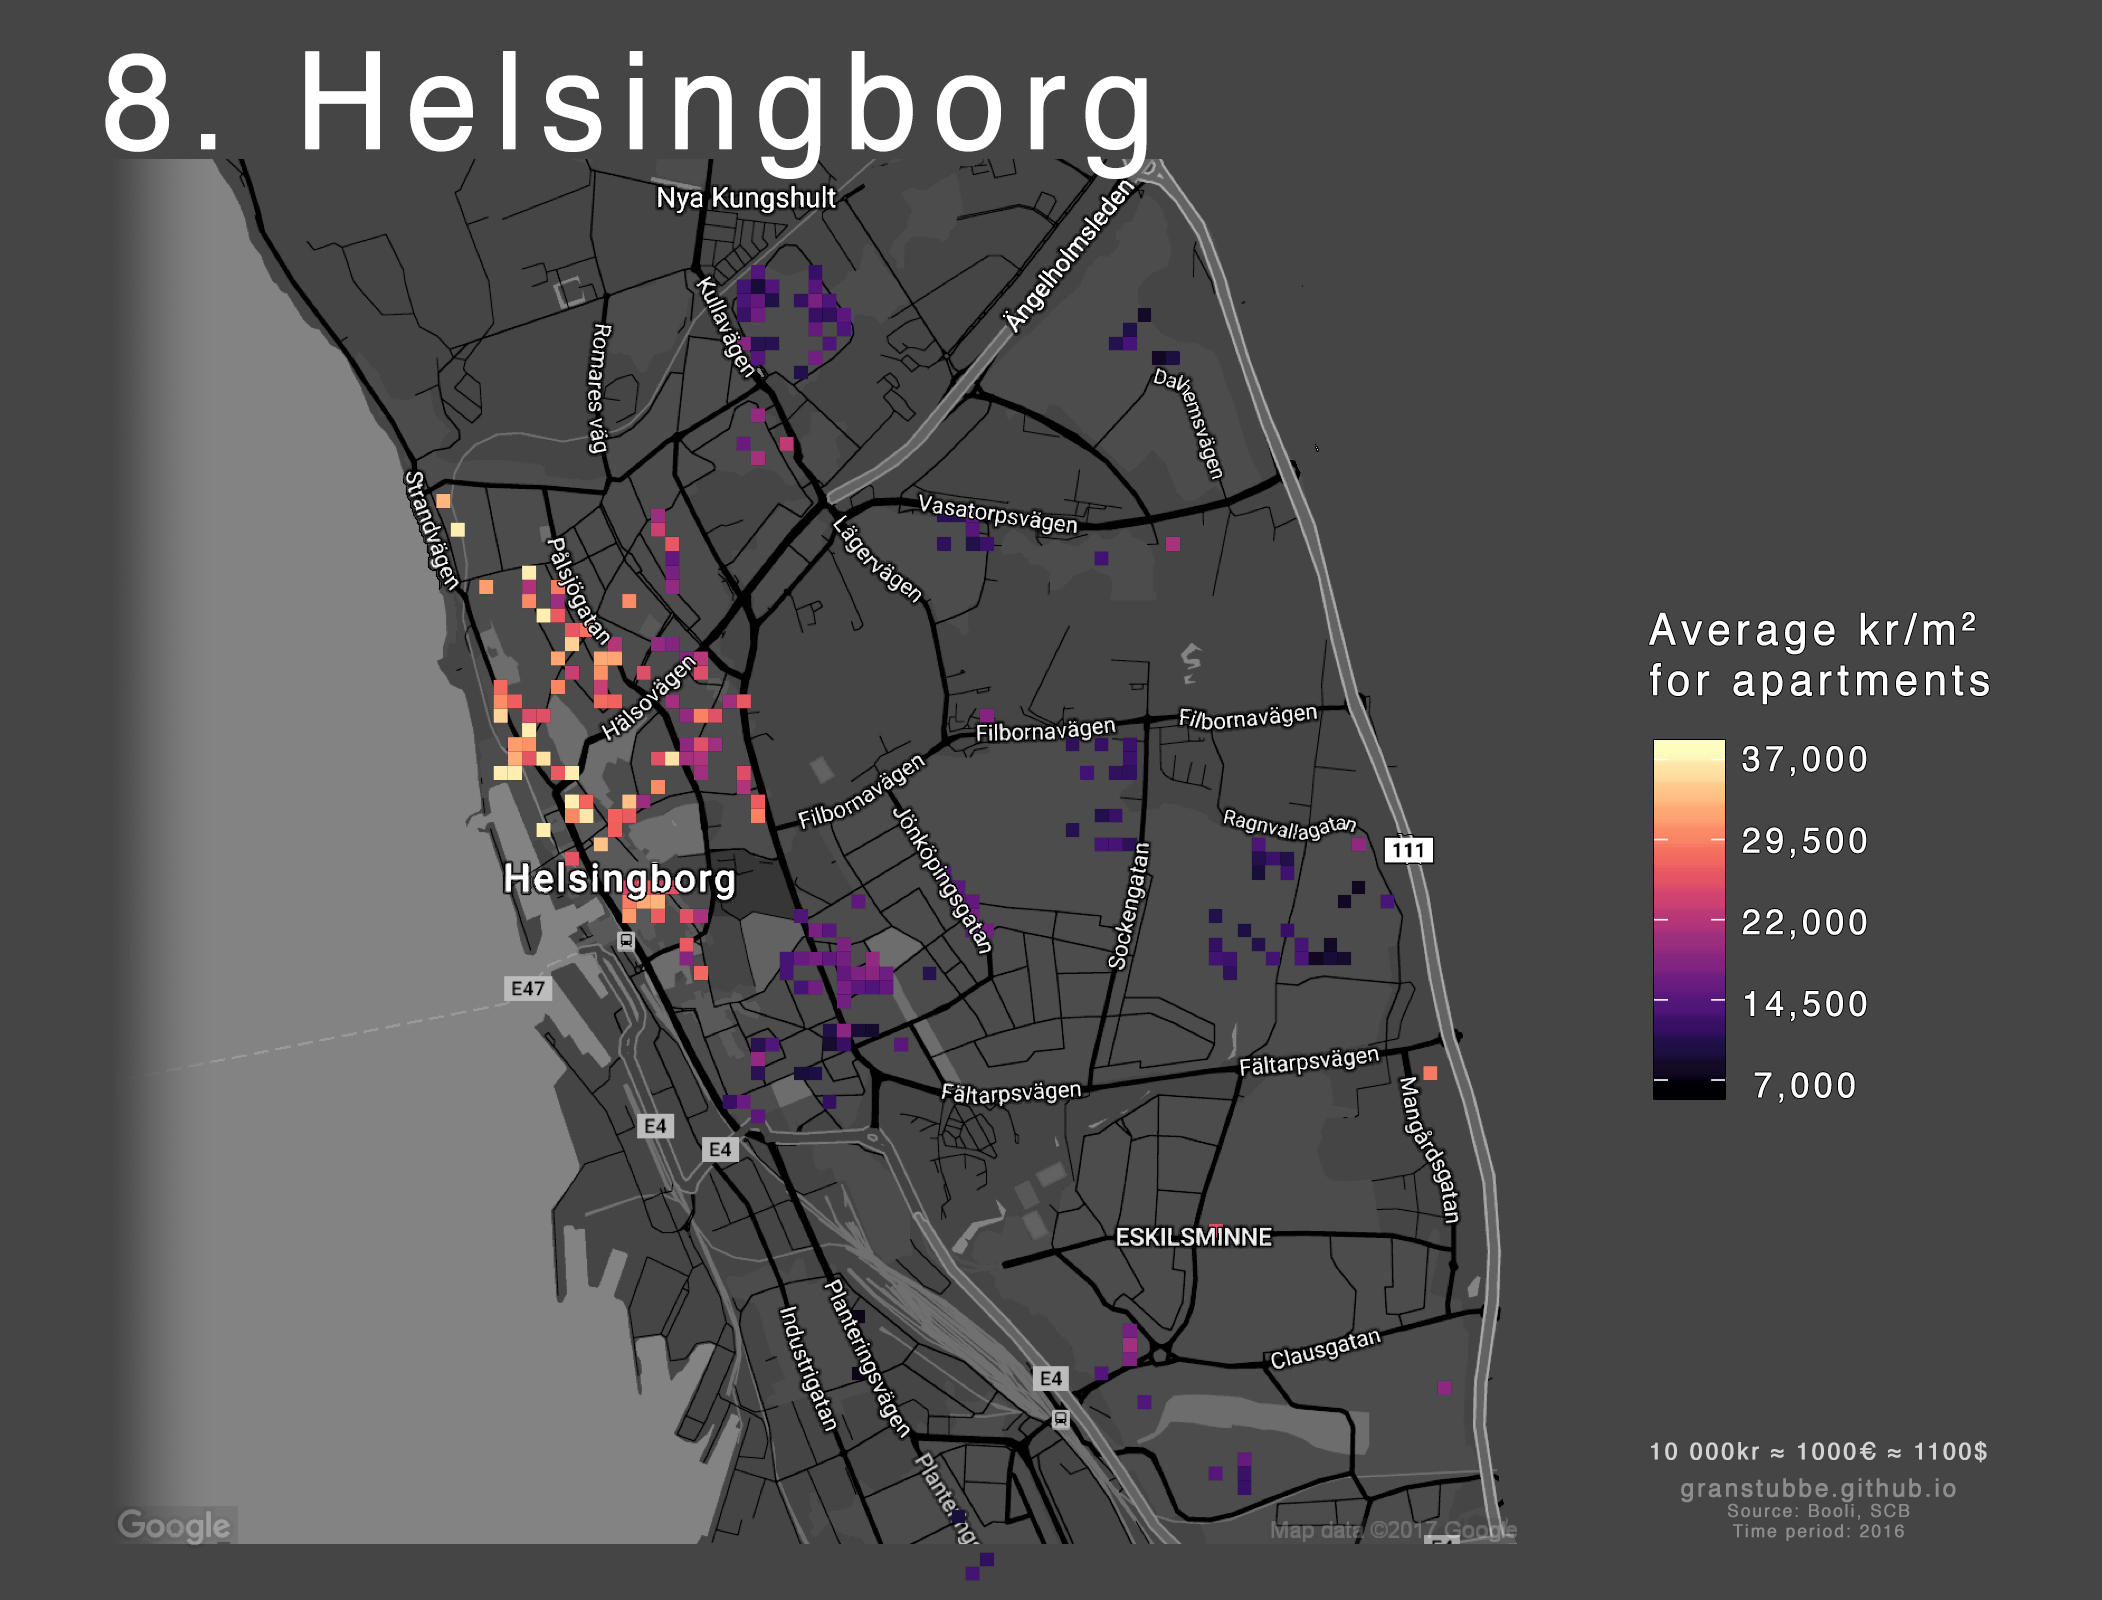 8. Helsingborg
Nya Kungshult
Ängelholmsleden
Kullavägen
Romares väg
Dalhemsvägen
Strandvägen
Vasatorpsvägen
Lägervägen
Pålsjögatan
Hälsovägen
Filbornavägen
Filbornavägen
Filbornavägen
Jönköpingsgatan
Ragnvallagatan
111
Sockengatan
Helsingborg
E47
Fältarpsvägen
Fältarpsvägen
Mangårdsgatan
E4
E4
ESKILSMINNE
Planteringsvägen
Industrigatan
Clausgatan
E4
Google
Map data ©2017 Google
Average kr/m²
for apartments
37,000
29,500
22,000
14,500
7,000
10 000kr ≈ 1000€ ≈ 1100$
granstubbe.github.io
Source: Booli, SCB
Time period: 2016